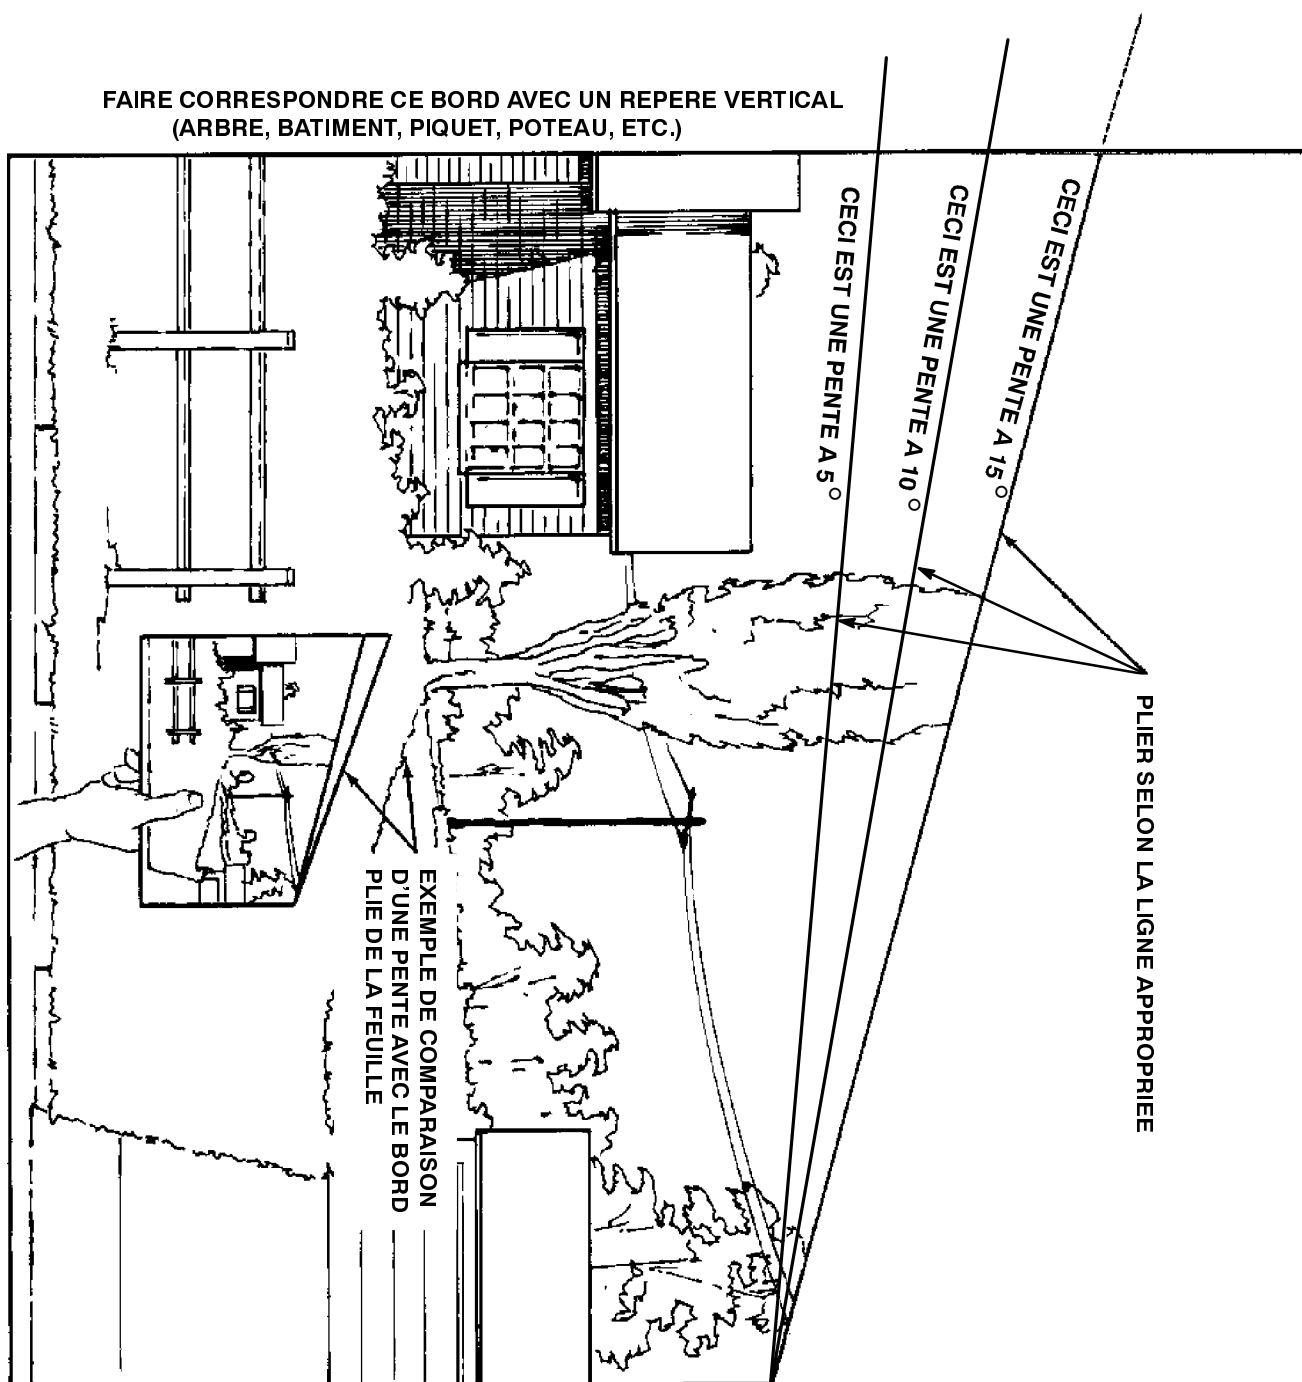 FAIRE CORRESPONDRE CE BORD AVEC UN REPERE VERTICAL
(ARBRE, BATIMENT, PIQUET, POTEAU, ETC.)
CECI EST UNE PENTE A 5°
CECI EST UNE PENTE A 10°
CECI EST UNE PENTE A 15°
PLIER SELON LA LIGNE APPROPRIEE
EXEMPLE DE COMPARAISON
D'UNE PENTE AVEC LE BORD
PLIE DE LA FEUILLE